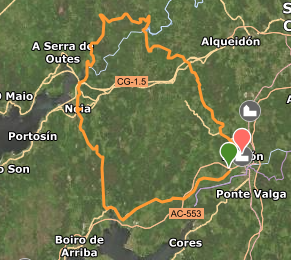 S
A Serra de
Outes
Alqueidón
CG-1.5
O Maio
Noia
Portosín
o Son
ón
Ponte Valga
AC-553
Boiro de
Arriba
Cores